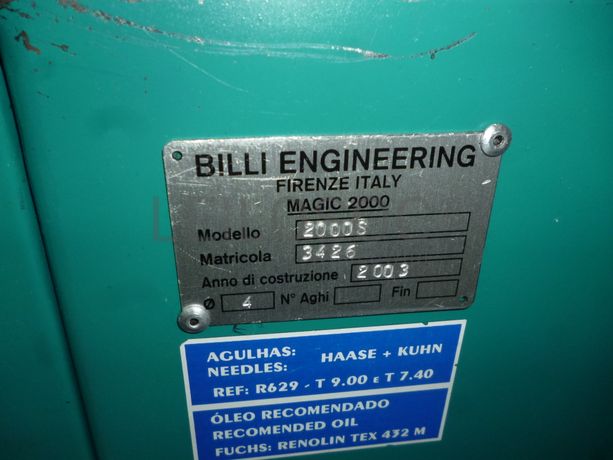 BILLI ENGINEERING
FIRENZE ITALY
MAGIC 2000
Modello 2000S
Matricola 3426
Anno di costruzione 2003
Ø 4 N° Aghi Fin
AGULHAS: HAASE + KUHN
NEEDLES:
REF: R629 - T 9.00 E T 7.40
ÓLEO RECOMENDADO
RECOMENDED OIL
FUCHS: RENOLIN TEX 432 M